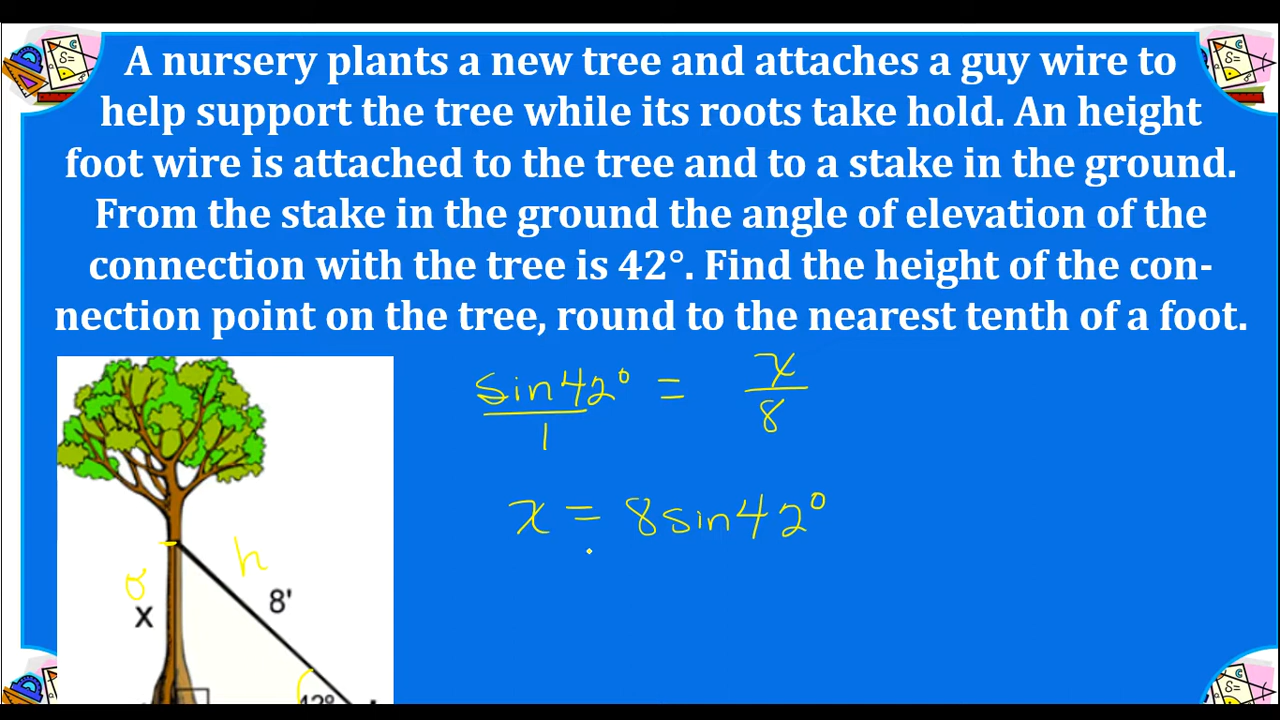 A nursery plants a new tree and attaches a guy wire to
help support the tree while its roots take hold. An height
foot wire is attached to the tree and to a stake in the ground.
From the stake in the ground the angle of elevation of the
connection with the tree is 42°. Find the height of the con-
nection point on the tree, round to the nearest tenth of a foot.
sin42° = x/8
1
x = 8sin42°
h
o
8'
x
42°